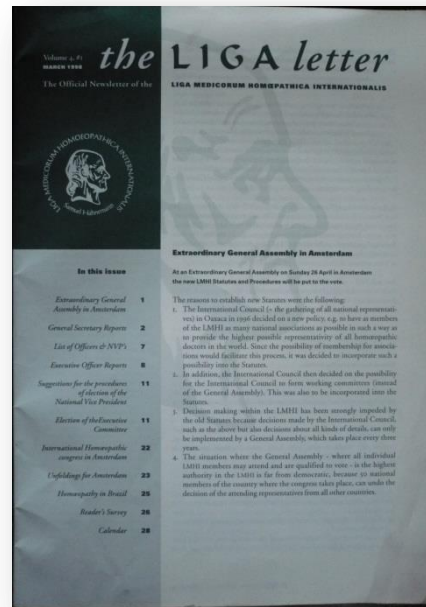 Volume 4, #1
MARCH 1998
the LIGA letter
The Official Newsletter of the
LIGA MEDICORUM HOMŒOPATHICA INTERNATIONALIS
LIGA MEDICORUM HOMOEOPATHICA INTERNATIONALIS
Samuel Hahnemann
In this issue
Extraordinary General
Assembly in Amsterdam 1
General Secretary Reports 2
List of Officers & NVP's 7
Executive Officer Reports 8
Suggestions for the procedures 11
of election of the
National Vice President
Election of the Executive 11
Committee
International Homœopathic 22
congress in Amsterdam
Unfoldings for Amsterdam 23
Homœopathy in Brazil 25
Reader's Survey 26
Calendar 28
Extraordinary General Assembly in Amsterdam
At an Extraordinary General Assembly on Sunday 26 April in Amsterdam
the new LMHI Statutes and Procedures will be put to the vote.
The reasons to establish new Statutes were the following:
1. The International Council (= the gathering of all national representati-
ves) in Oaxaca in 1996 decided on a new policy, e.g. to have as members
of the LMHI as many national associations as possible in such a way as
to provide the highest possible representativity of all homœopathic
doctors in the world. Since the possibility of membership for associa-
tions would facilitate this process, it was decided to incorporate such a
possibility into the Statutes.
2. In addition, the International Council then decided on the possibility
for the International Council to form working committees (instead
of the General Assembly). This was also to be incorporated into the
Statutes.
3. Decision making within the LMHI has been strongly impeded by
the old Statutes because decisions made by the International Council,
such as the above but also decisions about all kinds of details, can only
be implemented by a General Assembly, which takes place every three
years.
4. The situation where the General Assembly - where all individual
LMHI members may attend and are qualified to vote - is the highest
authority in the LMHI is far from democratic, because 50 national
members of the country where the congress takes place, can undo the
decision of the attending representatives from all other countries.